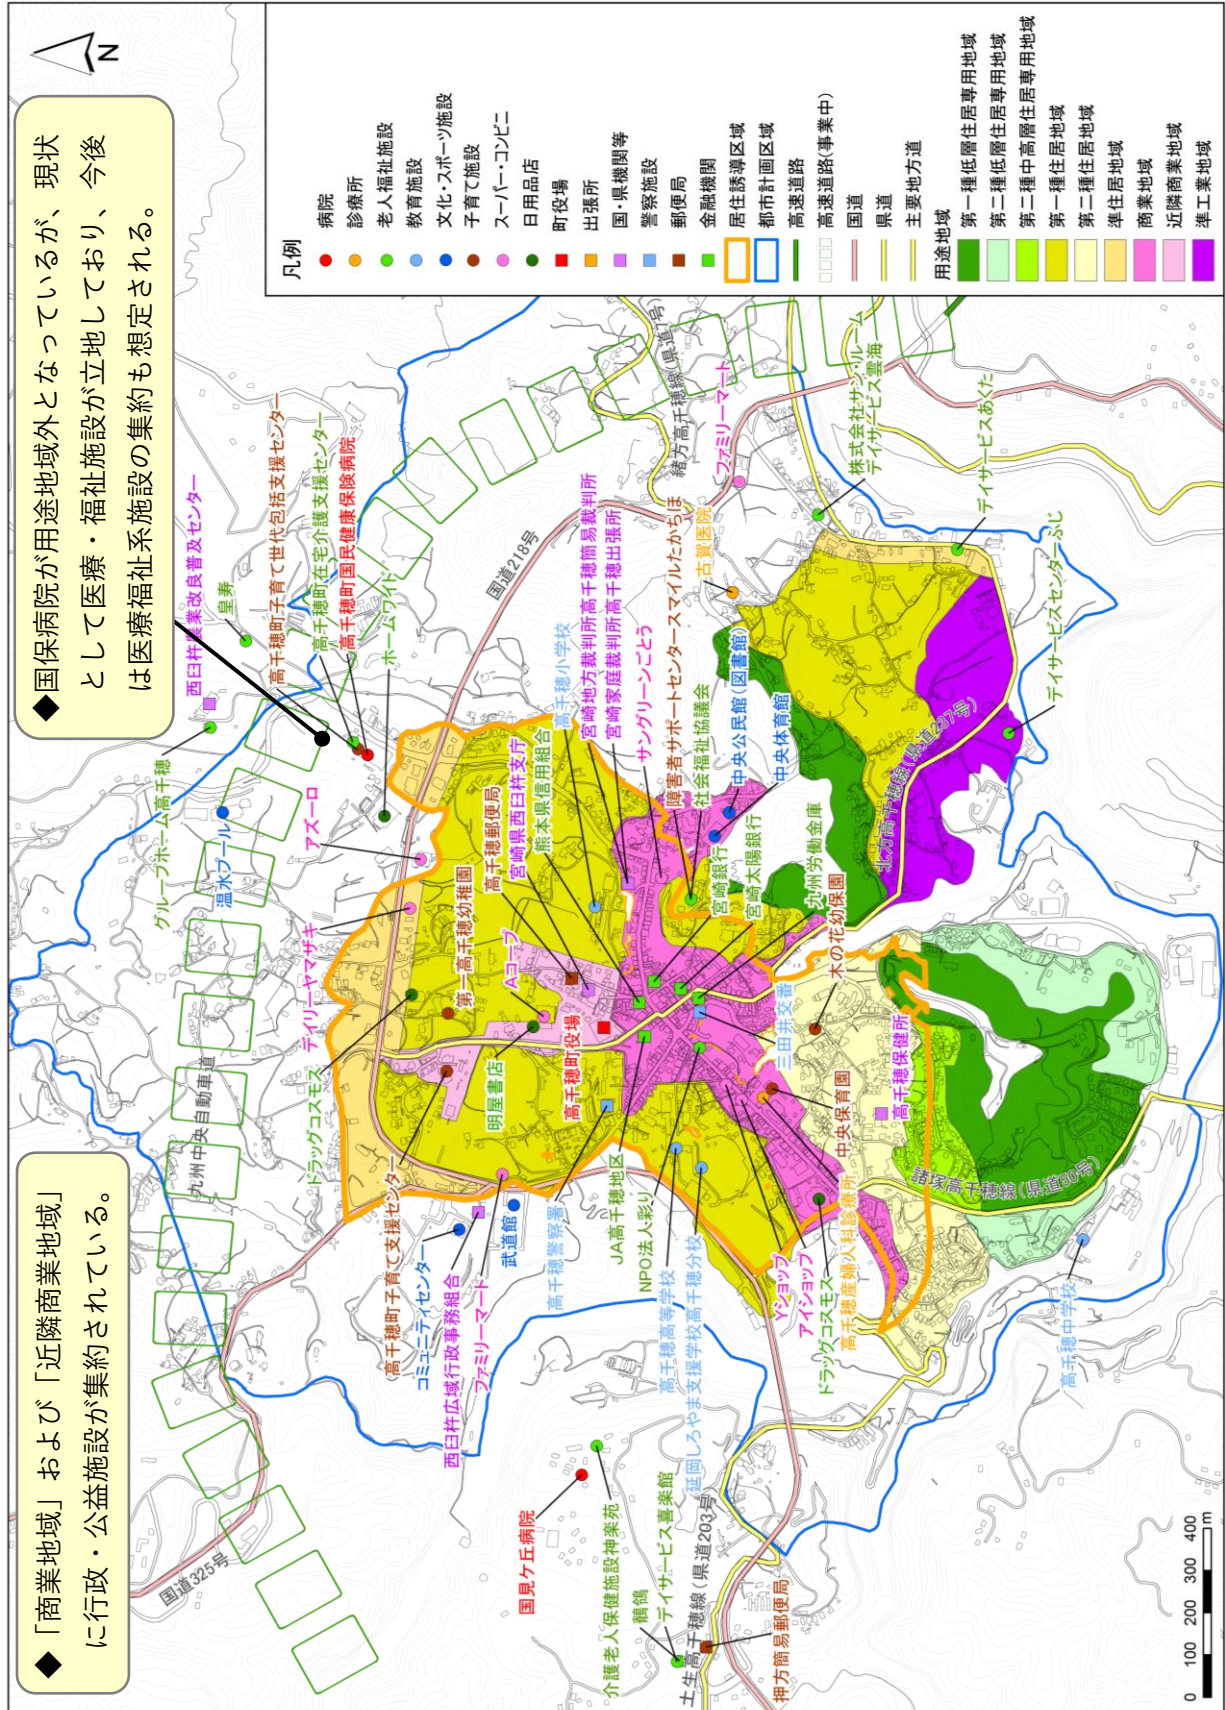 ◆「商業地域」および「近隣商業地域」
に行政・公益施設が集約されている。
◆国保病院が用途地域外となっているが、現状
として医療・福祉施設が立地しており、今後
は医療福祉系施設の集約も想定される。
N
凡例
病院
診療所
老人福祉施設
教育施設
文化・スポーツ施設
子育て施設
スーパー・コンビニ
日用品店
町役場
出張所
国・県機関等
警察施設
郵便局
金融機関
居住誘導区域
都市計画区域
高速道路
高速道路(事業中)
国道
県道
主要地方道
用途地域
第一種低層住居専用地域
第二種低層住居専用地域
第二種中高層住居専用地域
第一種住居地域
第二種住居地域
準住居地域
商業地域
近隣商業地域
準工業地域
西臼杵農業改良普及センター
皇寿
グループホーム高千穂
温水プール
高千穂町子育て世代包括支援センター
高千穂町在宅介護支援センター
高千穂町国民健康保険病院
ホームワイド
アズーロ
デイリーヤマザキ
ドラッグコスモス
九州中央自動車道
国道325号
国道218号
高千穂町子育て支援センター
コミュニティセンター
西臼杵広域行政事務組合
ファミリーマート
武道館
第一高千穂幼稚園
Aコープ
明屋書店
高千穂郵便局
宮崎県西臼杵支庁
熊本県信用組合
高千穂小学校
宮崎地方裁判所高千穂簡易裁判所
宮崎家庭裁判所高千穂出張所
サングリーンごとう
障害者サポートセンタースマイルたかちほ
社会福祉協議会
古賀医院
緒方高千穂線(県道7号)
ファミリーマート
中央公民館(図書館)
中央体育館
宮崎銀行
宮崎太陽銀行
九州労働金庫
木の花幼保園
三田井交番
高千穂町役場
高千穂警察署
JA高千穂地区
NPO法人彩り
高千穂高等学校
延岡しろやま支援学校高千穂分校
Yショップ
アイショップ
ドラッグコスモス
高千穂産婦人科診療所
中央保育園
高千穂保健所
諸塚高千穂線(県道50号)
高千穂中学校
北方高千穂線(県道237号)
株式会社サン・ルーム
デイサービス雲海
デイサービスあくた
デイサービスセンターふじ
国見ケ丘病院
介護老人保健施設神楽苑
鶺鴒
デイサービス喜楽館
土生高千穂線(県道203号)
押方簡易郵便局
0 100 200 300 400
m